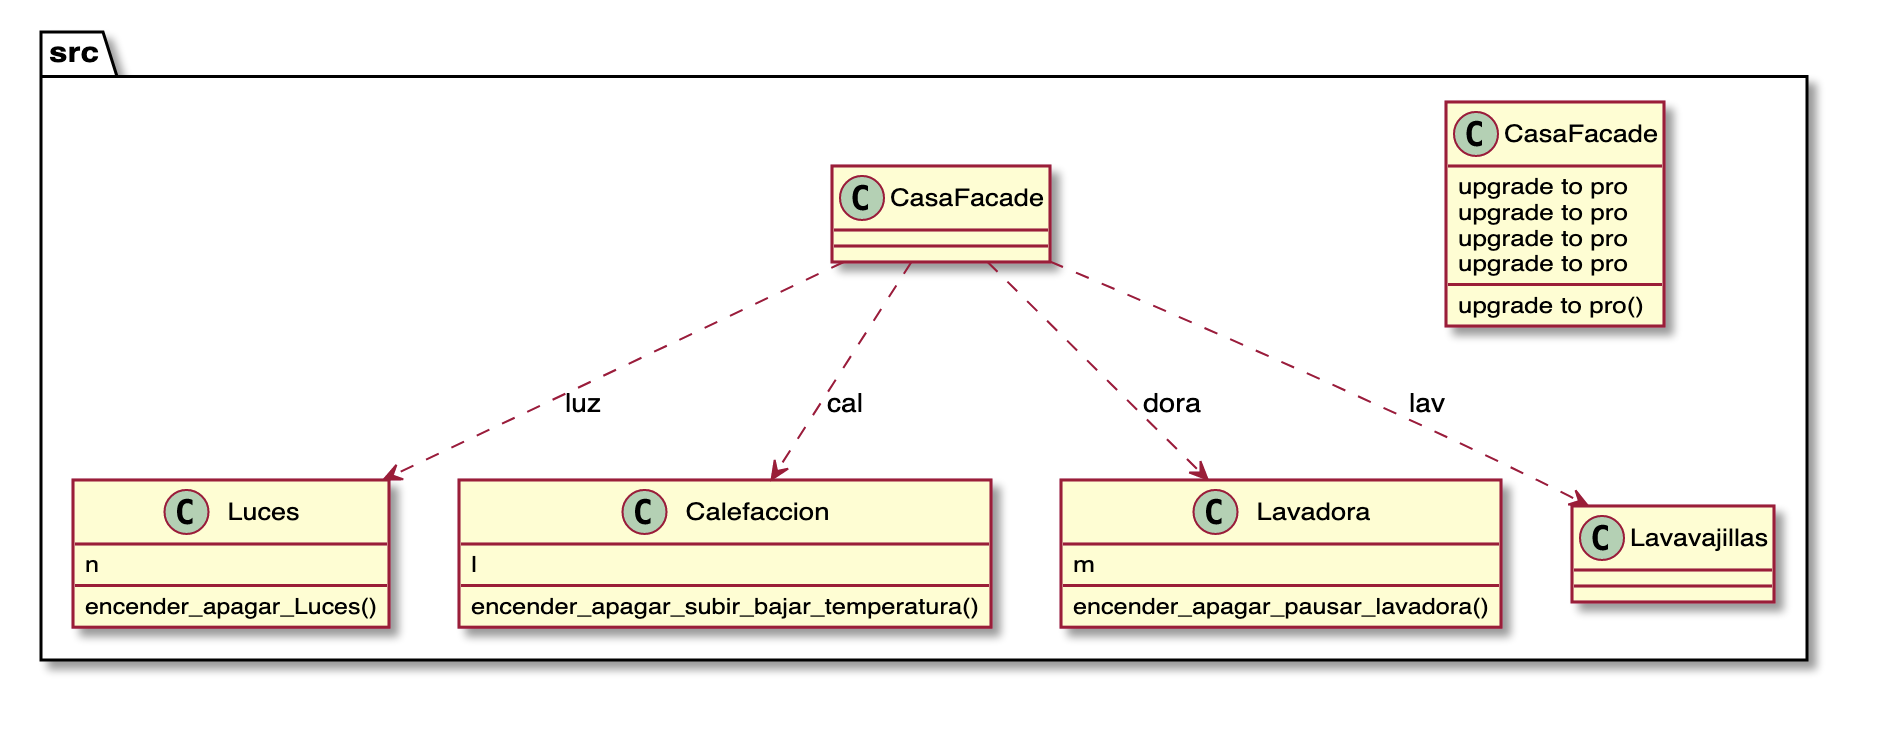 src
C CasaFacade
upgrade to pro
upgrade to pro
upgrade to pro
upgrade to pro
upgrade to pro()
C CasaFacade
luz
cal
dora
lav
C Luces
n
encender_apagar_Luces()
C Calefaccion
l
encender_apagar_subir_bajar_temperatura()
C Lavadora
m
encender_apagar_pausar_lavadora()
C Lavavajillas